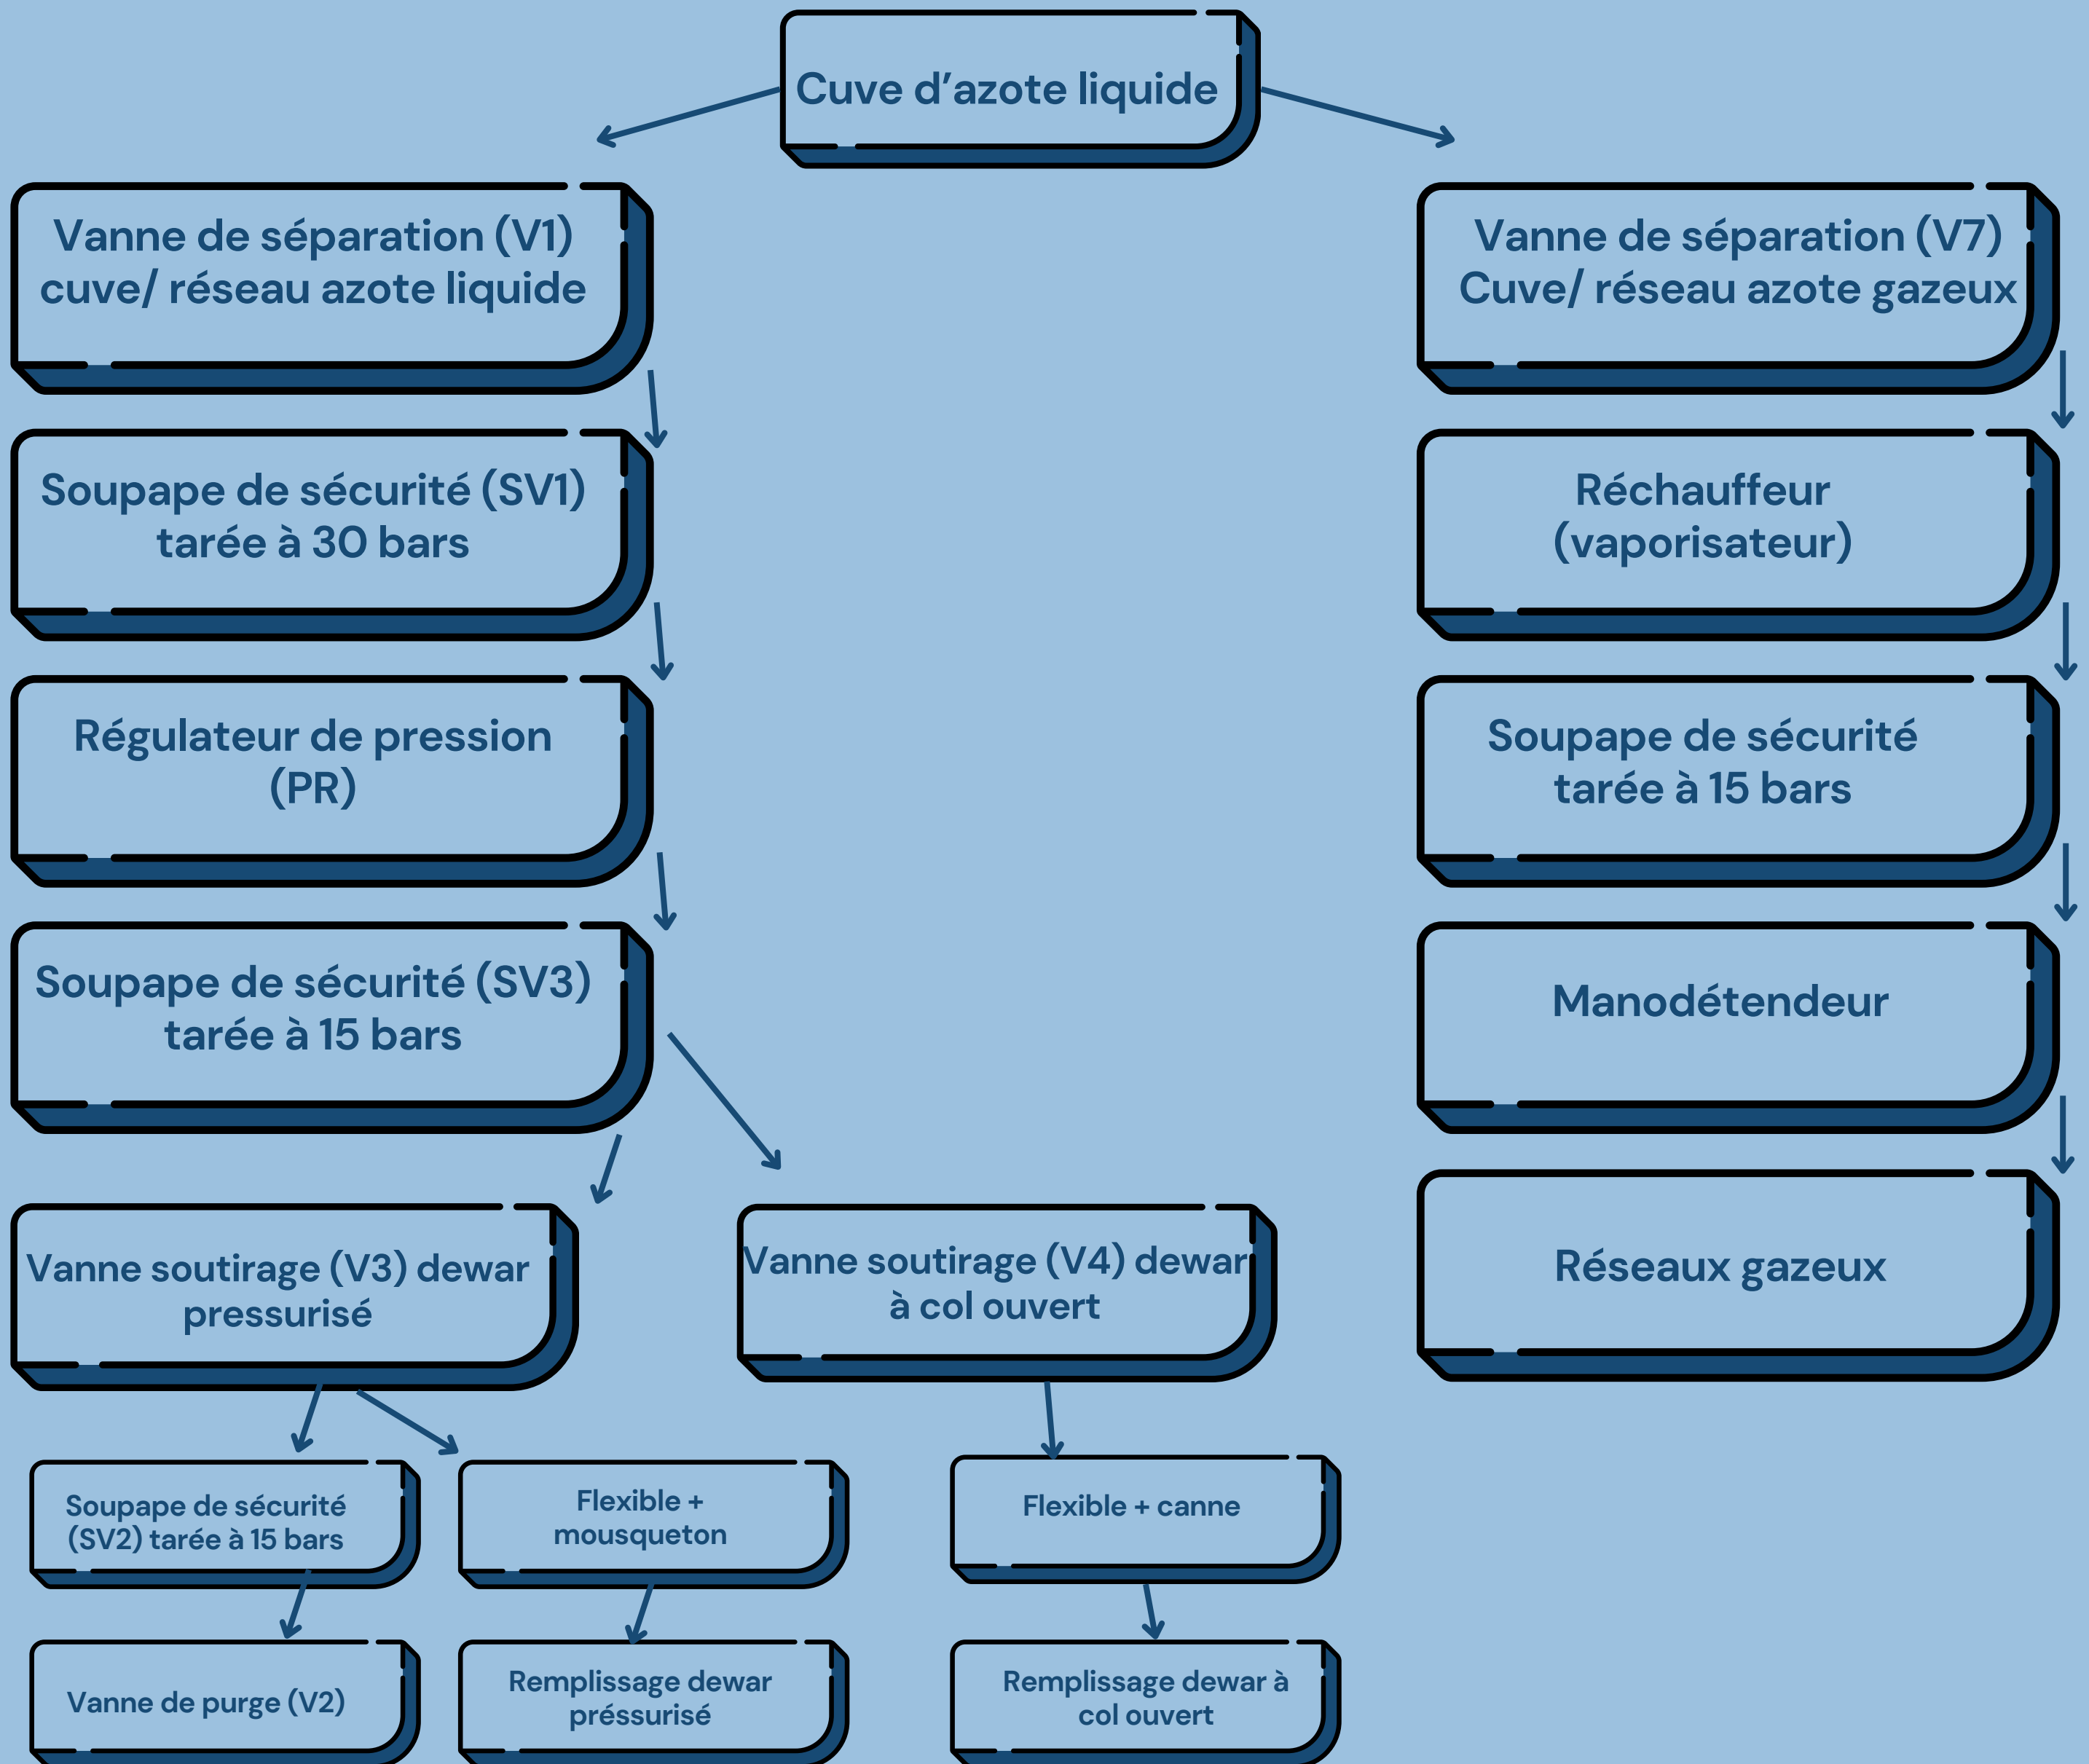 Cuve d’azote liquide
Vanne de séparation (V1)
cuve/ réseau azote liquide
Vanne de séparation (V7)
Cuve/ réseau azote gazeux
Soupape de sécurité (SV1)
tarée à 30 bars
Réchauffeur
(vaporisateur)
Régulateur de pression
(PR)
Soupape de sécurité
tarée à 15 bars
Soupape de sécurité (SV3)
tarée à 15 bars
Manodétendeur
Vanne soutirage (V3) dewar
pressurisé
Vanne soutirage (V4) dewar
à col ouvert
Réseaux gazeux
Soupape de sécurité
(SV2) tarée à 15 bars
Flexible +
mousqueton
Flexible + canne
Vanne de purge (V2)
Remplissage dewar
préssurisé
Remplissage dewar à
col ouvert